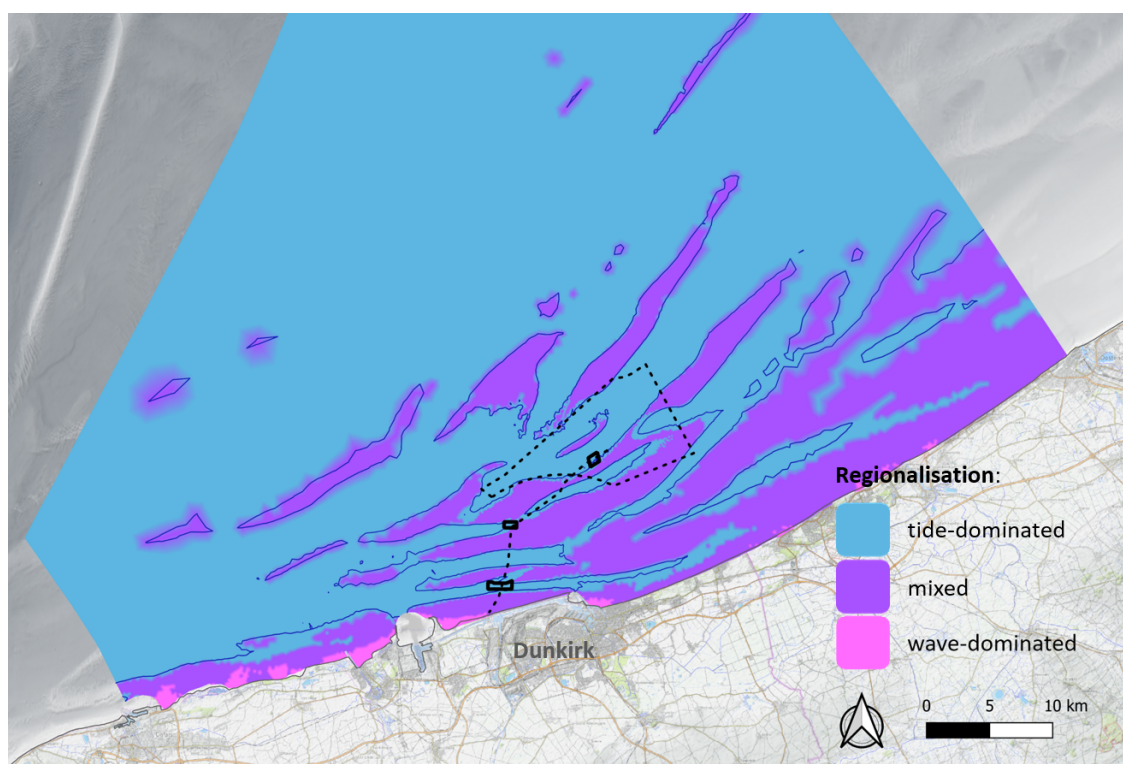 Dunkirk
Regionalisation:
tide-dominated
mixed
wave-dominated
0 5 10 km